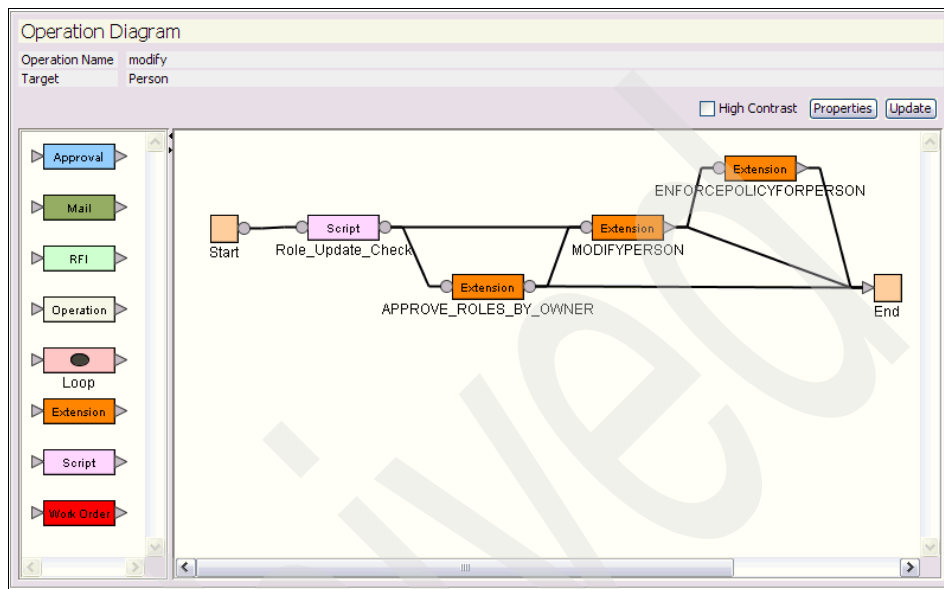 Operation Diagram
Operation Name modify
Target Person
High Contrast Properties Update
Approval
Mail
RFI
Operation
Loop
Extension
Script
Work Order
Start
Script
Role_Update_Check
Extension
APPROVE_ROLES_BY_OWNER
Extension
MODIFYPERSON
Extension
ENFORCEPOLICYFORPERSON
End